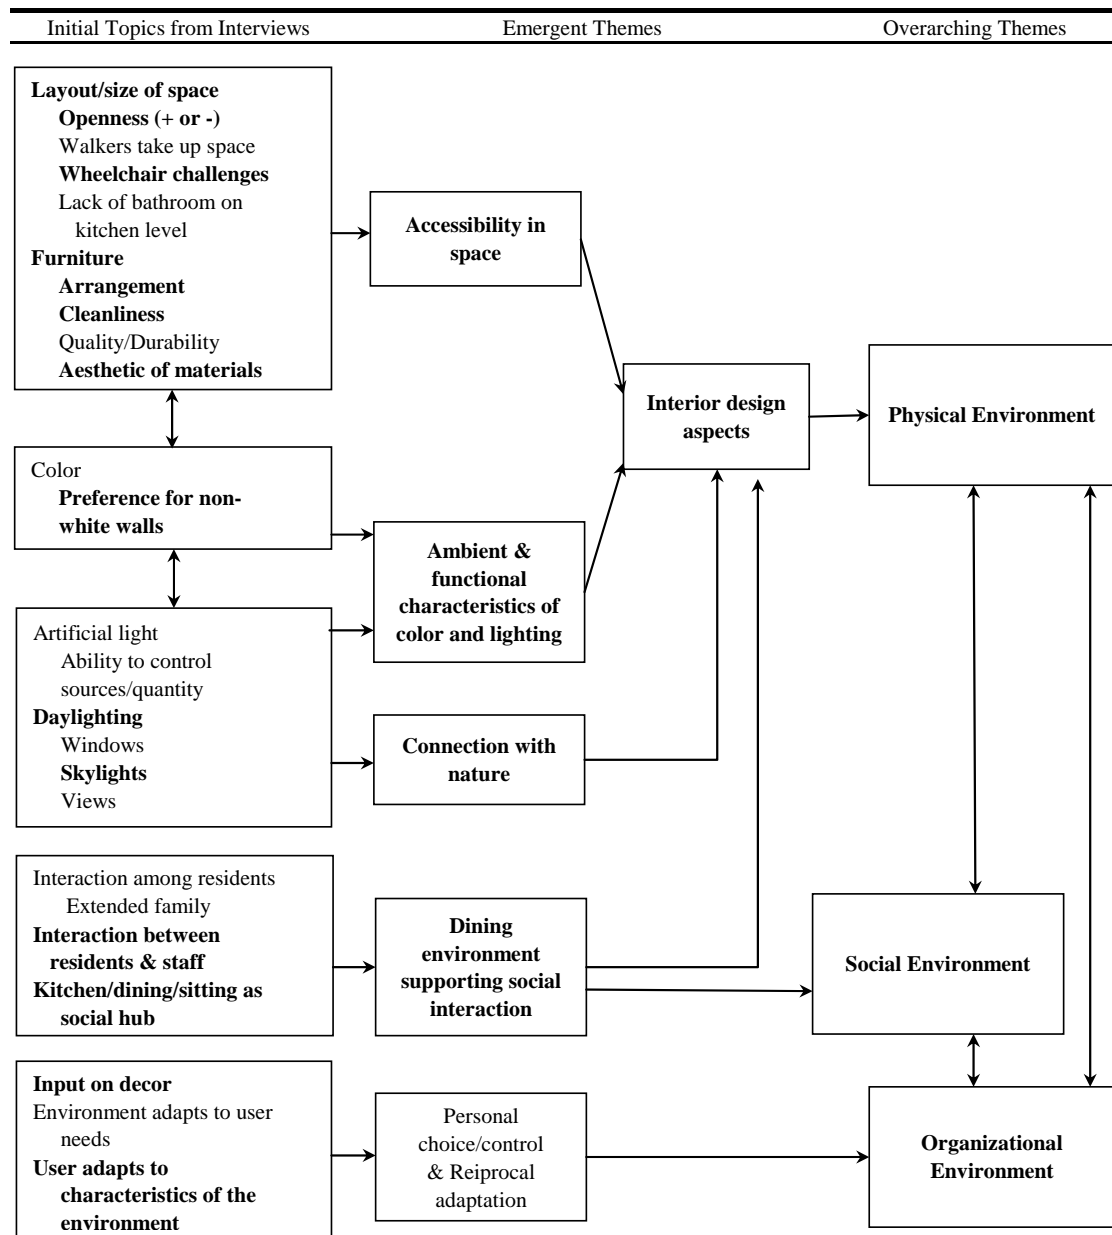 Initial Topics from Interviews
Emergent Themes
Overarching Themes
Layout/size of space
Openness (+ or -)
Walkers take up space
Wheelchair challenges
Lack of bathroom on
kitchen level
Furniture
Arrangement
Cleanliness
Quality/Durability
Aesthetic of materials
Color
Preference for non-
white walls
Artificial light
Ability to control
sources/quantity
Daylighting
Windows
Skylights
Views
Interaction among residents
Extended family
Interaction between
residents & staff
Kitchen/dining/sitting as
social hub
Input on decor
Environment adapts to user
needs
User adapts to
characteristics of the
environment
Accessibility in
space
Ambient &
functional
characteristics of
color and lighting
Connection with
nature
Dining
environment
supporting social
interaction
Personal
choice/control
& Reiprocal
adaptation
Interior design
aspects
Physical Environment
Social Environment
Organizational
Environment